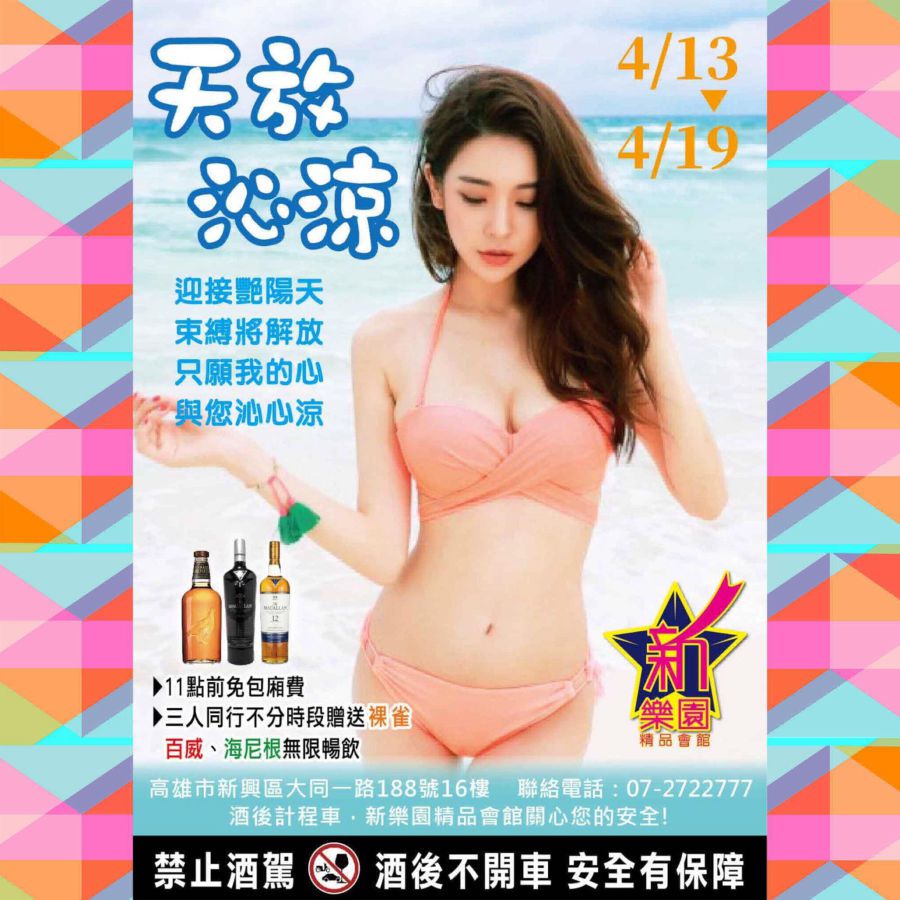 天放
沁涼
4/13
▼
4/19
迎接艷陽天
束縛將解放
只願我的心
與您沁心涼
MACALLAN
MACALLAN
12
▶11點前免包廂費
▶三人同行不分時段贈送裸雀
百威、海尼根無限暢飲
新
樂園
精品會館
高雄市新興區大同一路188號16樓 聯絡電話：07-2722777
酒後計程車，新樂園精品會館關心您的安全!
禁止酒駕 酒後不開車 安全有保障